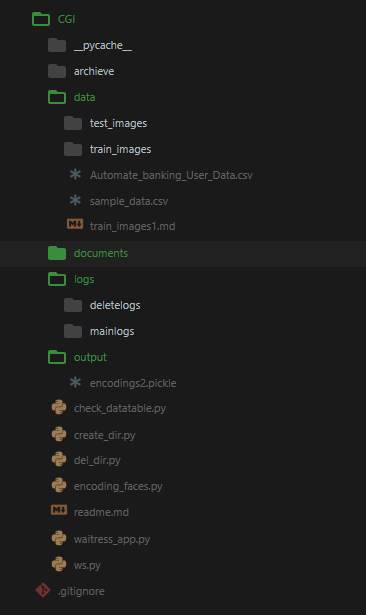 CGI
__pycache__
archieve
data
test_images
train_images
Automate_banking_User_Data.csv
sample_data.csv
train_images1.md
documents
logs
deletelogs
mainlogs
output
encodings2.pickle
check_datatable.py
create_dir.py
del_dir.py
encoding_faces.py
readme.md
waitress_app.py
ws.py
.gitignore